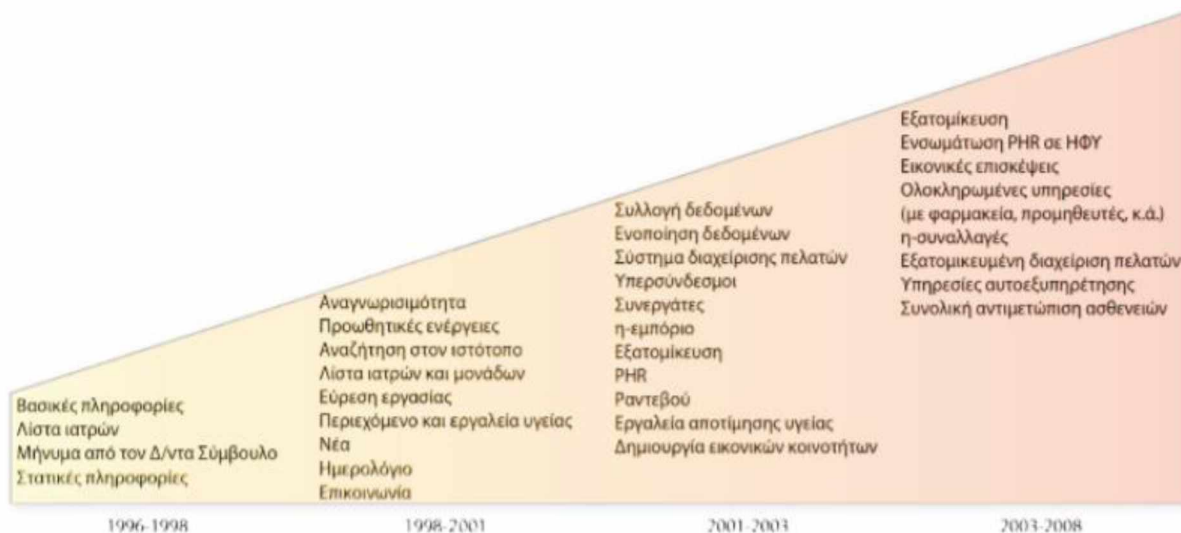 Βασικές πληροφορίες
Λίστα ιατρών
Μήνυμα από τον Δ/ντα Σύμβουλο
Στατικές πληροφορίες
1996-1998
Αναγνωρισιμότητα
Προωθητικές ενέργειες
Αναζήτηση στον ιστότοπο
Λίστα ιατρών και μονάδων
Εύρεση εργασίας
Περιεχόμενο και εργαλεία υγείας
Νέα
Ημερολόγιο
Επικοινωνία
1998-2001
Συλλογή δεδομένων
Ενοποίηση δεδομένων
Σύστημα διαχείρισης πελατών
Υπερσύνδεσμοι
Συνεργάτες
η-εμπόριο
Εξατομίκευση
PHR
Ραντεβού
Εργαλεία αποτίμησης υγείας
Δημιουργία εικονικών κοινοτήτων
2001-2003
Εξατομίκευση
Ενσωμάτωση PHR σε ΗΦΥ
Εικονικές επισκέψεις
Ολοκληρωμένες υπηρεσίες
(με φαρμακεία, προμηθευτές, κ.ά.)
η-συναλλαγές
Εξατομικευμένη διαχείριση πελατών
Υπηρεσίες αυτοεξυπηρέτησης
Συνολική αντιμετώπιση ασθενειών
2003-2008